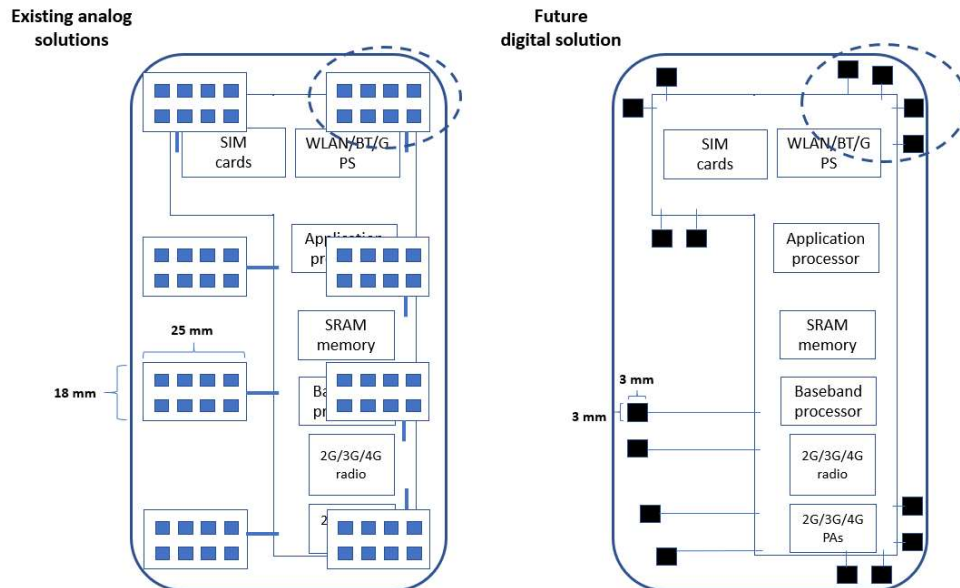 Existing analog
solutions
SIM
cards
WLAN/BT/G
PS
Application
SRAM
memory
25 mm
18 mm
2G/3G/4G
radio
Future
digital solution
SIM
cards
WLAN/BT/G
PS
Application
processor
SRAM
memory
3 mm
3 mm
Baseband
processor
2G/3G/4G
radio
2G/3G/4G
PAs